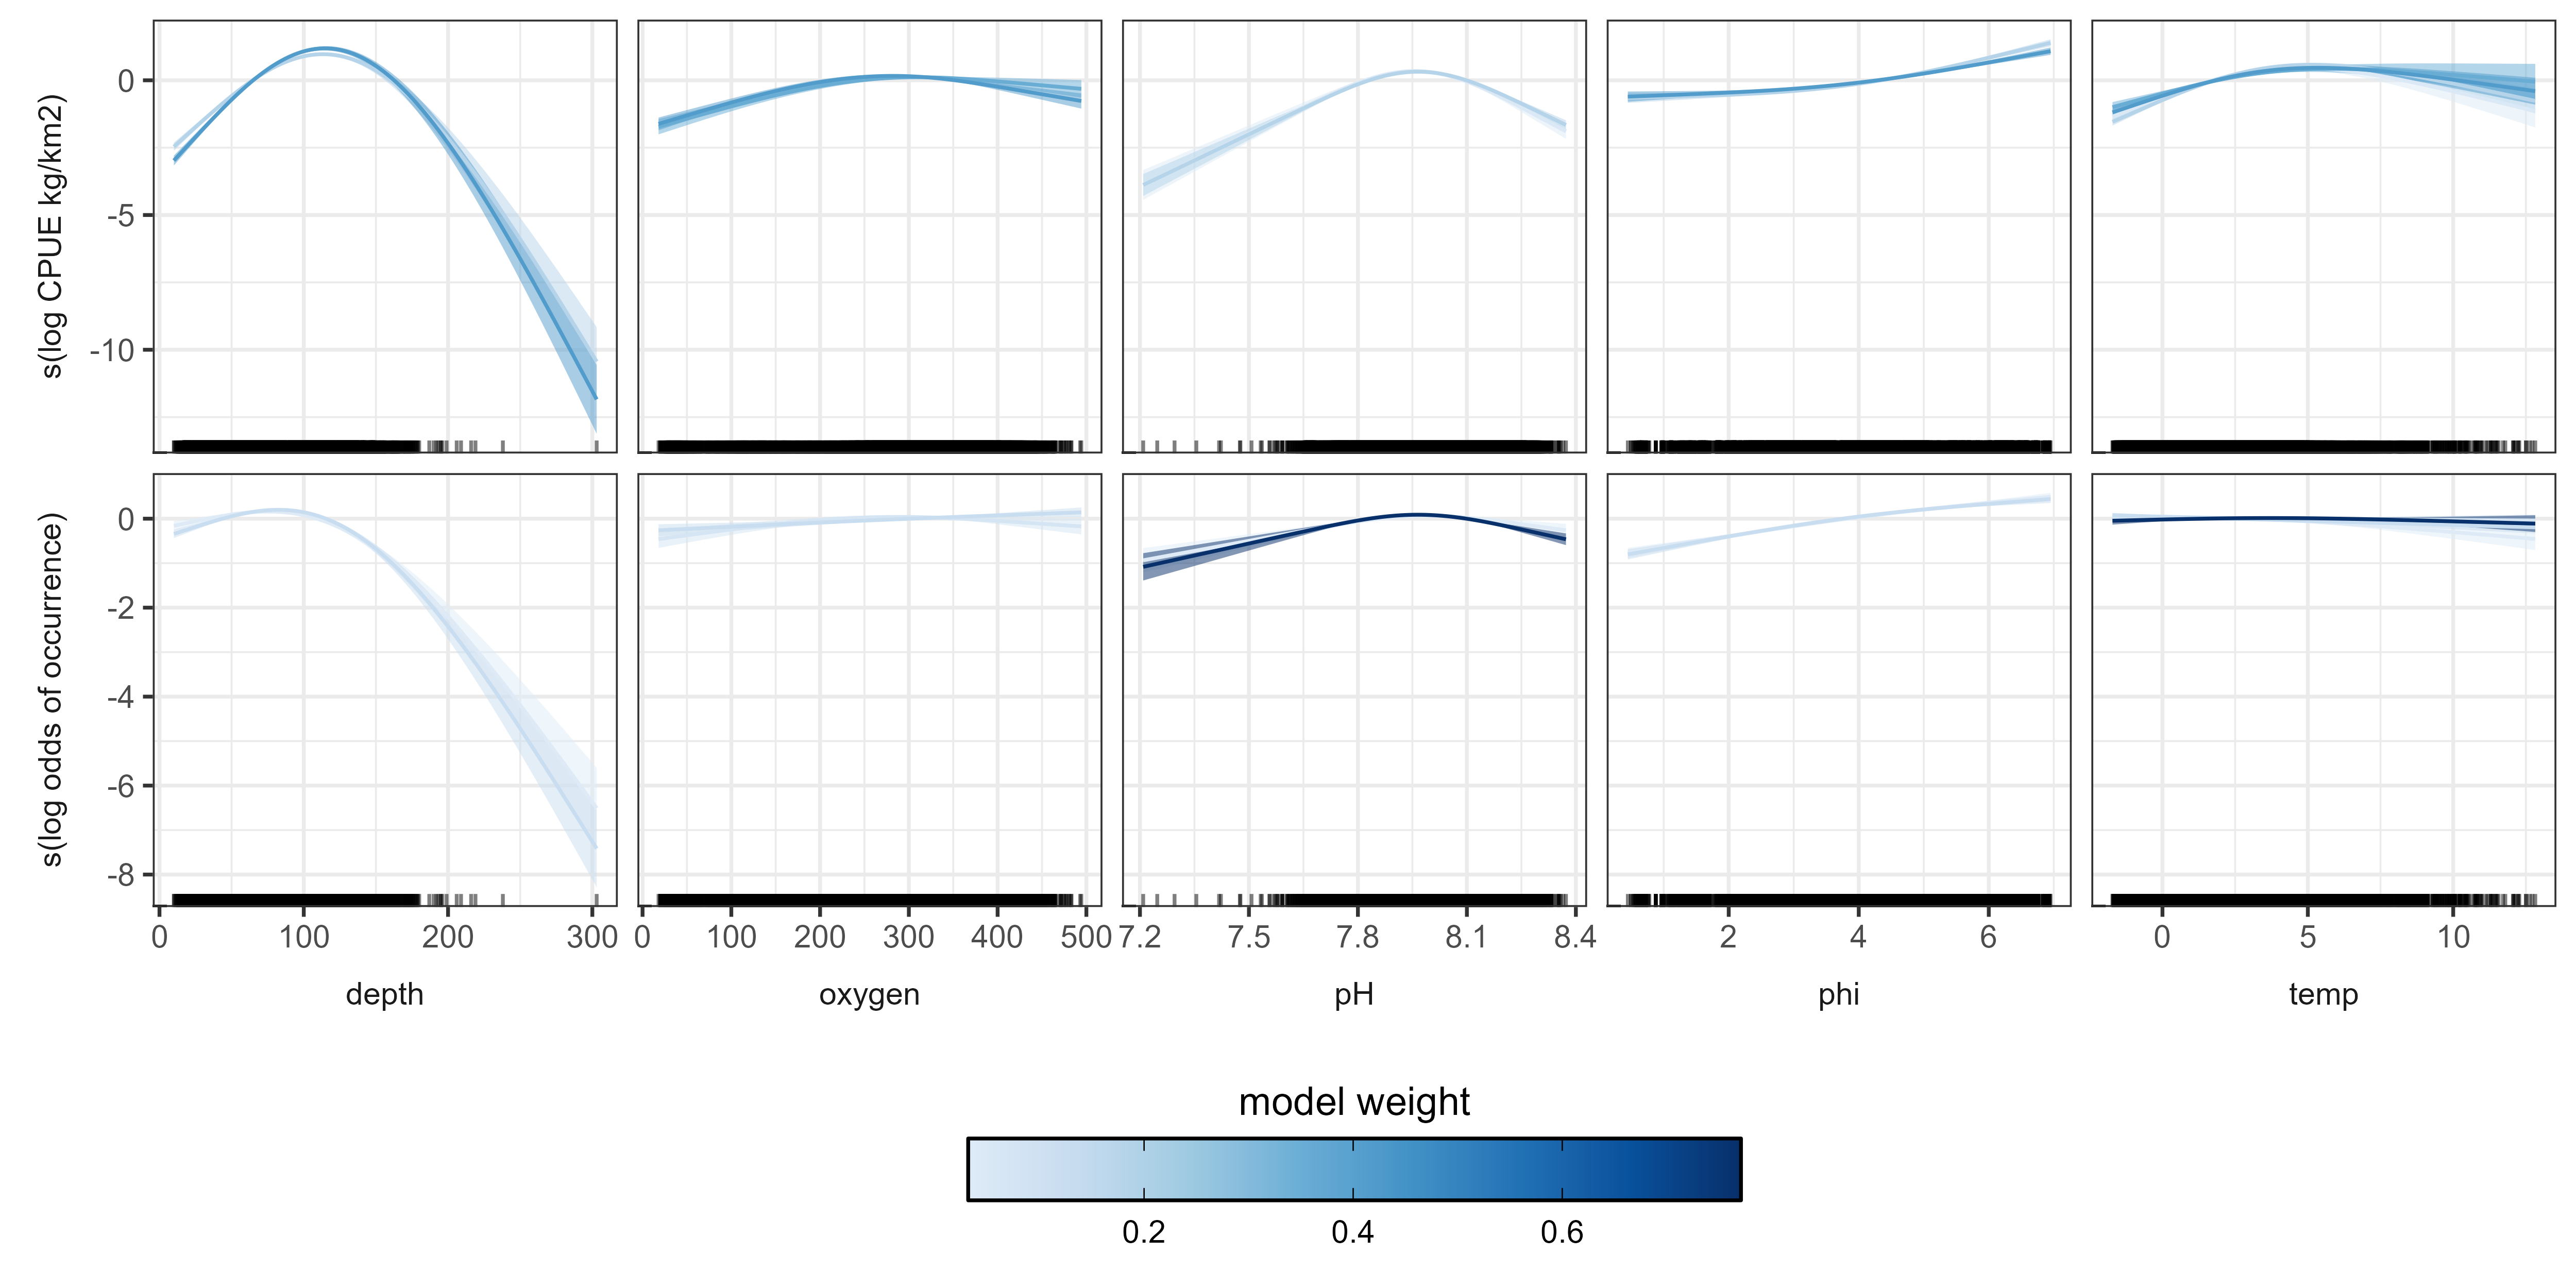 s(log CPUE kg/km2)
0
-5
-10
s(log odds of occurrence)
0
-2
-4
-6
-8
0 100 200 300 0 100 200 300 400 500 7.2 7.5 7.8 8.1 8.4 2 4 6 0 5 10
depth oxygen pH phi temp
model weight
0.2 0.4 0.6